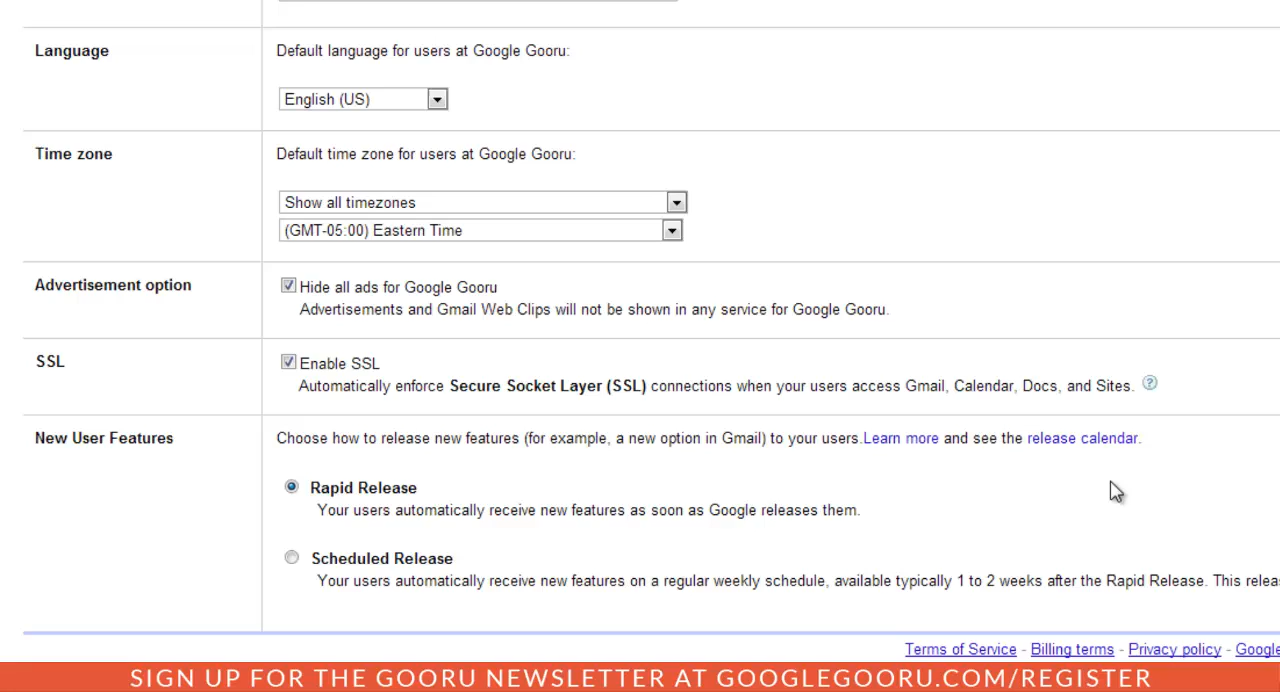 Language
Default language for users at Google Gooru:
English (US)
Time zone
Default time zone for users at Google Gooru:
Show all timezones
(GMT-05:00) Eastern Time
Advertisement option
Hide all ads for Google Gooru
Advertisements and Gmail Web Clips will not be shown in any service for Google Gooru.
SSL
Enable SSL
Automatically enforce Secure Socket Layer (SSL) connections when your users access Gmail, Calendar, Docs, and Sites. ?
New User Features
Choose how to release new features (for example, a new option in Gmail) to your users.Learn more and see the release calendar.
Rapid Release
Your users automatically receive new features as soon as Google releases them.
Scheduled Release
Your users automatically receive new features on a regular weekly schedule, available typically 1 to 2 weeks after the Rapid Release. This relea
Terms of Service - Billing terms - Privacy policy - Google
SIGN UP FOR THE GOORU NEWSLETTER AT GOOGLEGOORU.COM/REGISTER